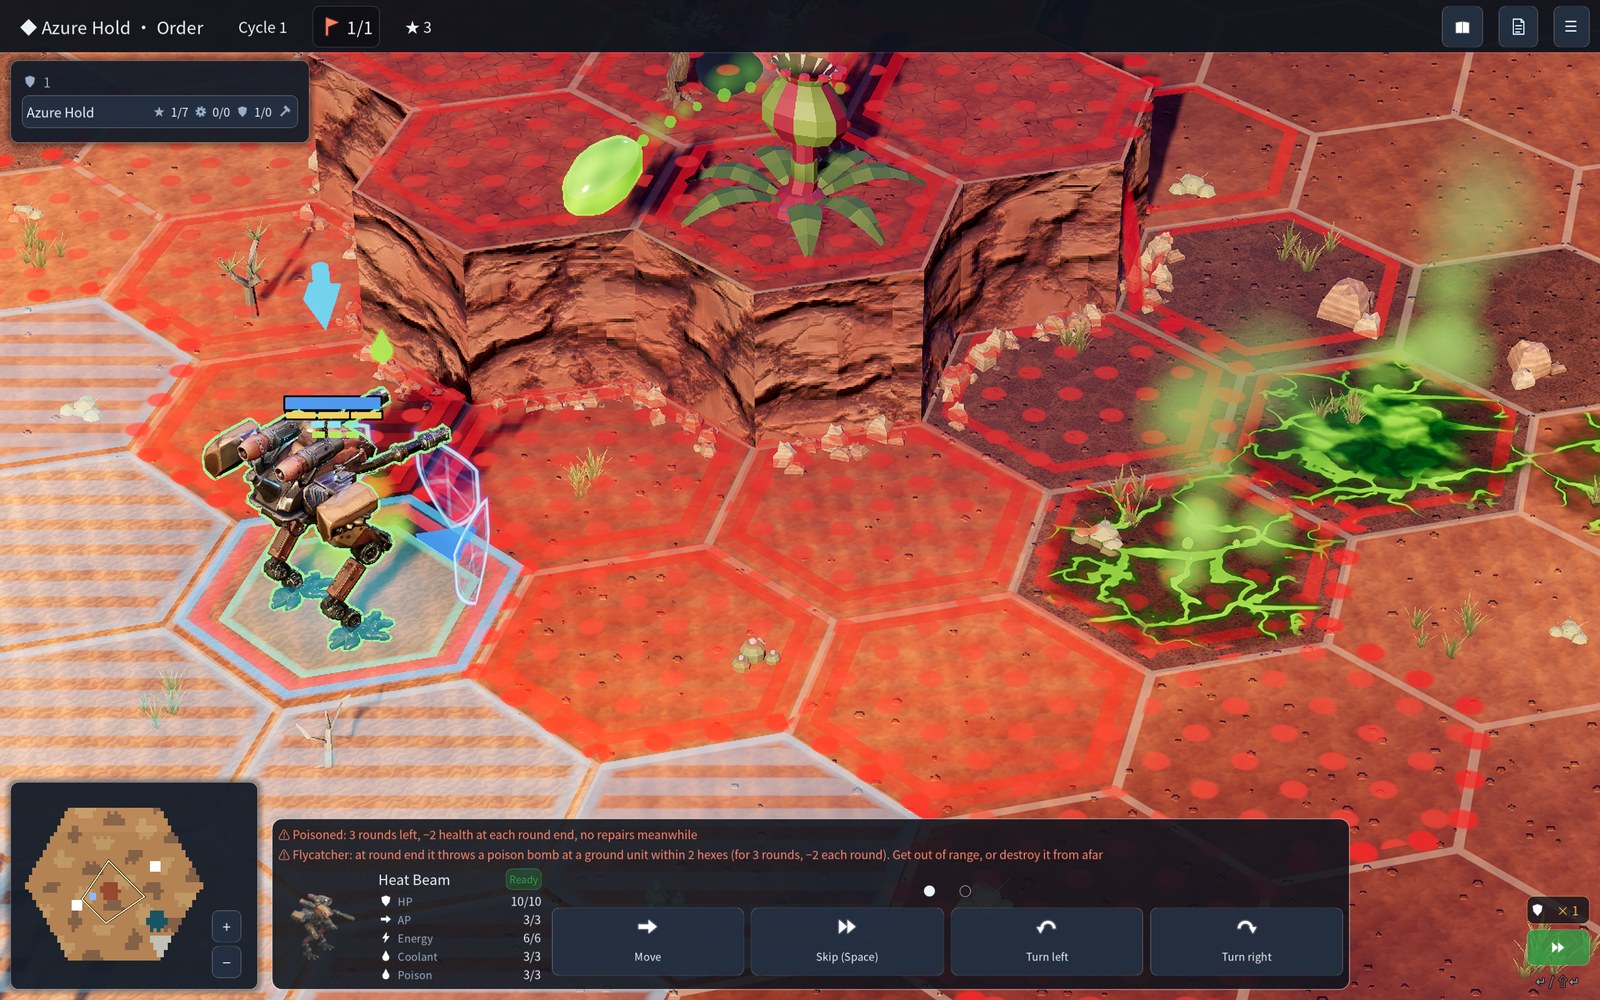 Azure Hold • Order
Cycle 1
1/1
★ 3
1
Azure Hold ★ 1/7 0/0 1/0
⚠ Poisoned: 3 rounds left, −2 health at each round end, no repairs meanwhile
⚠ Flycatcher: at round end it throws a poison bomb at a ground unit within 2 hexes (for 3 rounds, −2 each round). Get out of range, or destroy it from afar
Heat Beam Ready
HP 10/10
AP 3/3
Energy 6/6
Coolant 3/3
Poison 3/3
Move
Skip (Space)
Turn left
Turn right
+
−
× 1
↵ / ⇧↵